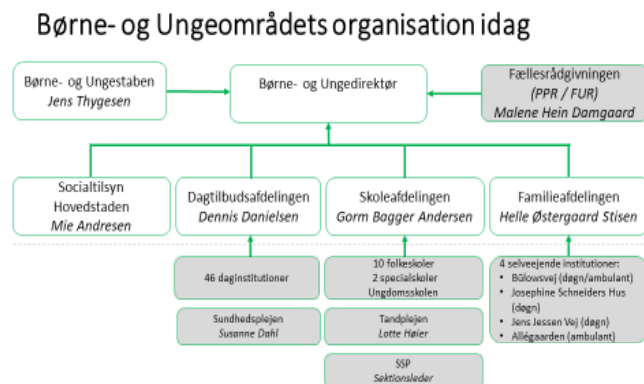 Børne- og Ungeområdets organisation idag
Børne- og Ungestaben
Jens Thygesen
Børne- og Ungedirektør
Fællesrådgivningen
(PPR / FUR)
Malene Hein Damgaard
Socialtilsyn
Hovedstaden
Mie Andresen
Dagtilbudsafdelingen
Dennis Danielsen
Skoleafdelingen
Gorm Bagger Andersen
Familieafdelingen
Helle Østergaard Stisen
46 daginstitutioner
Sundhedsplejen
Susanne Dahl
10 folkeskoler
2 specialskoler
Ungdomsskolen
Tandplejen
Lotte Høier
SSP
Sektionsleder
4 selvejende institutioner:
• Bülowsvej (døgn/ambulant)
• Josephine Schneiders Hus
(døgn)
• Jens Jessen Vej (døgn)
• Allégaarden (ambulant)